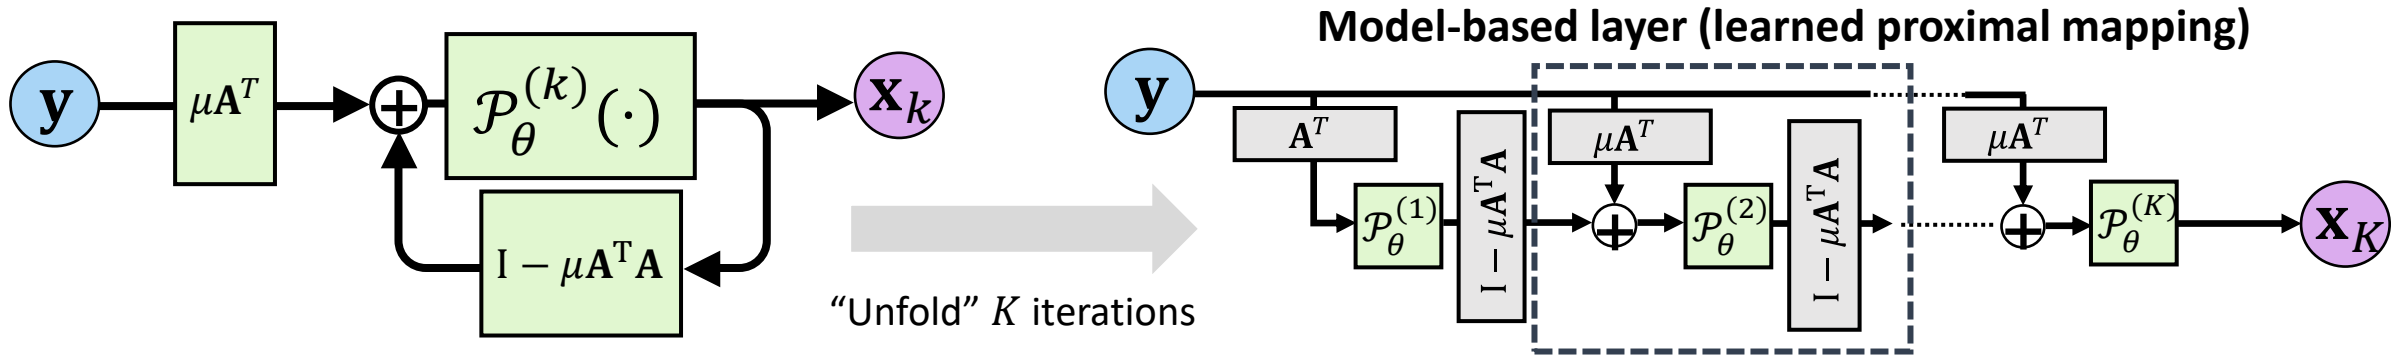 Model-based layer (learned proximal mapping)
y
μA^T
+
𝒫_θ^(k)(·)
x_k
I − μA^T A
“Unfold” K iterations
y
A^T
𝒫_θ^(1)
I − μA^T A
μA^T
+
𝒫_θ^(2)
I − μA^T A
μA^T
+
𝒫_θ^(K)
x_K